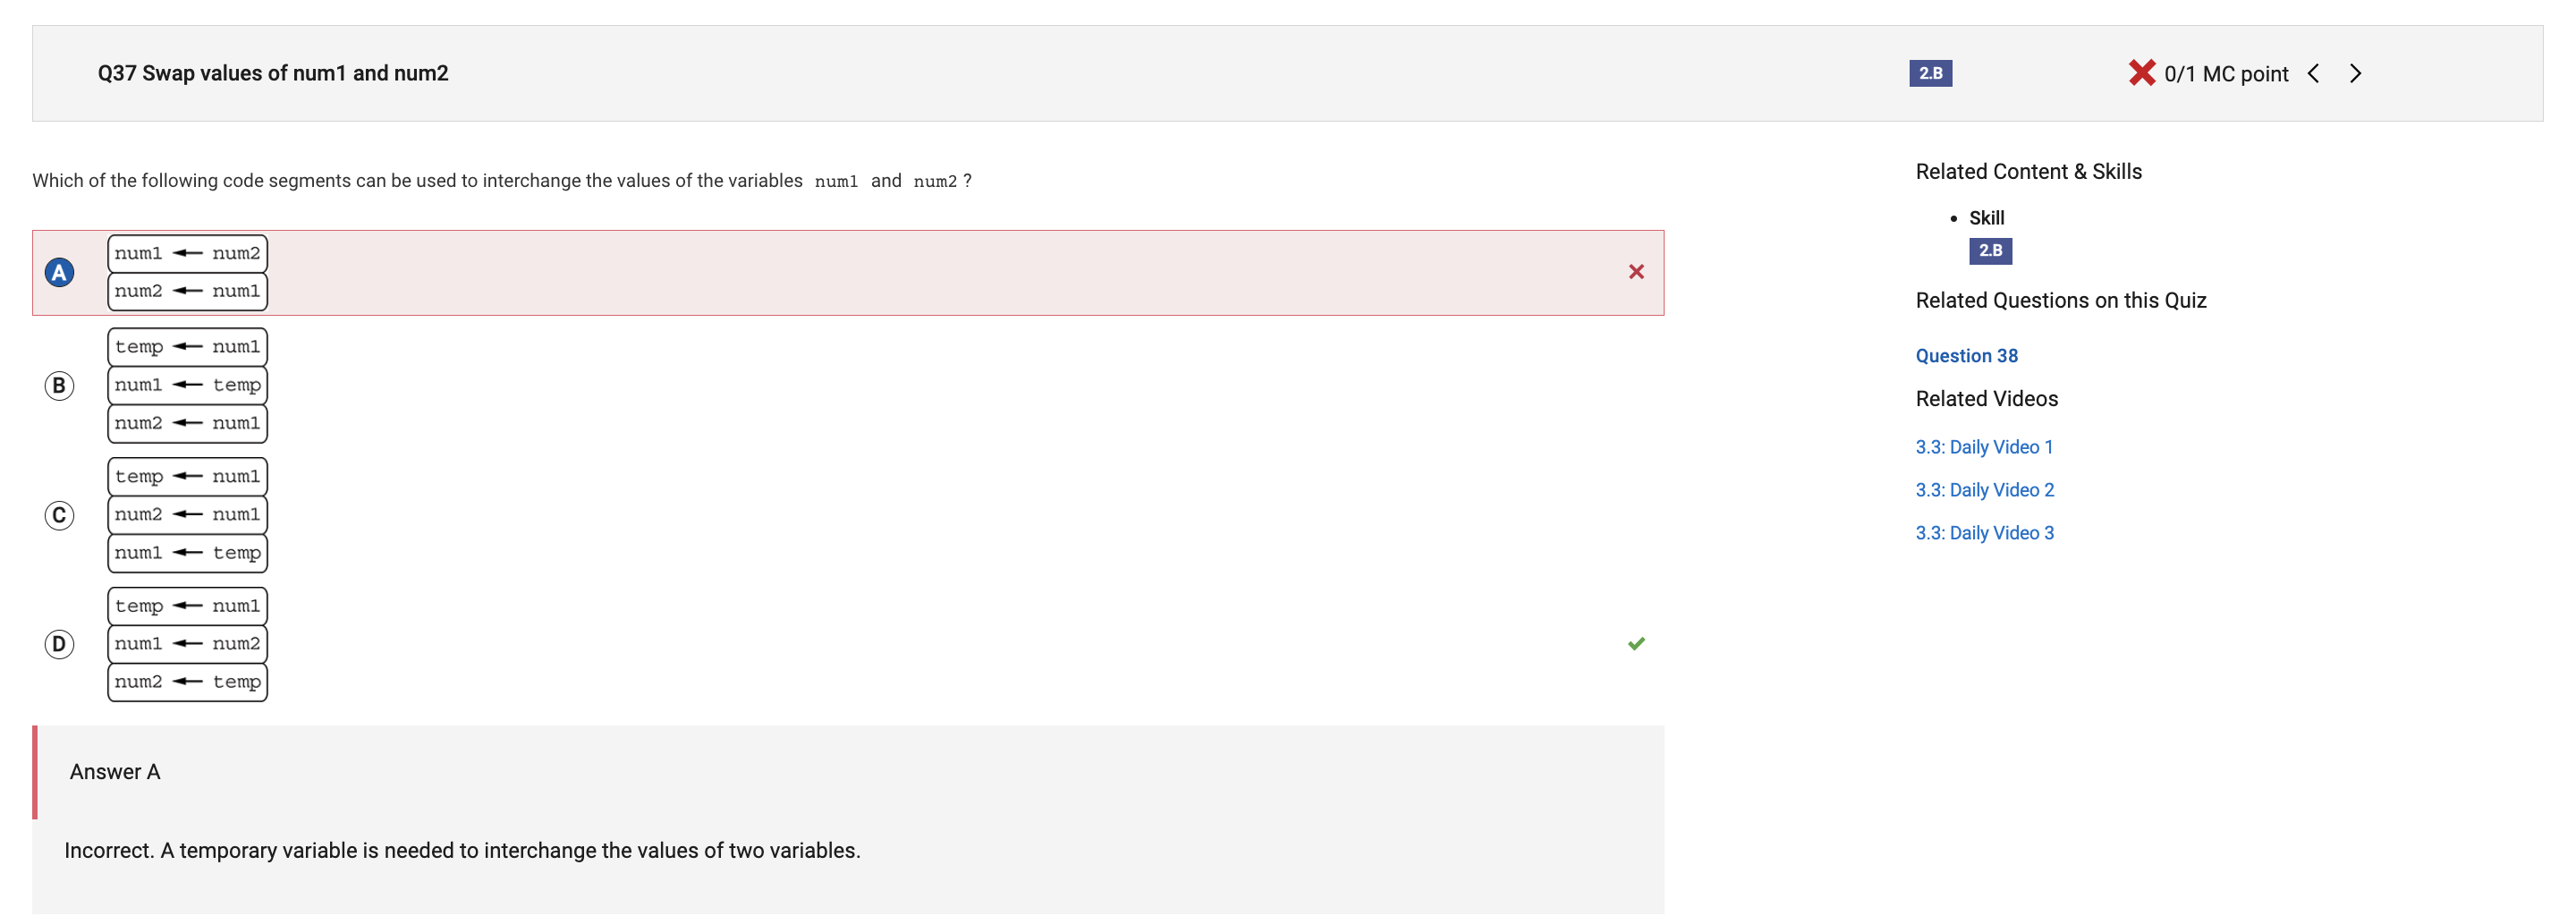 Q37 Swap values of num1 and num2
2.B
0/1 MC point
Which of the following code segments can be used to interchange the values of the variables num1 and num2 ?
A
num1 ← num2
num2 ← num1
B
temp ← num1
num1 ← temp
num2 ← num1
C
temp ← num1
num2 ← num1
num1 ← temp
D
temp ← num1
num1 ← num2
num2 ← temp
Answer A
Incorrect. A temporary variable is needed to interchange the values of two variables.
Related Content & Skills
• Skill
2.B
Related Questions on this Quiz
Question 38
Related Videos
3.3: Daily Video 1
3.3: Daily Video 2
3.3: Daily Video 3